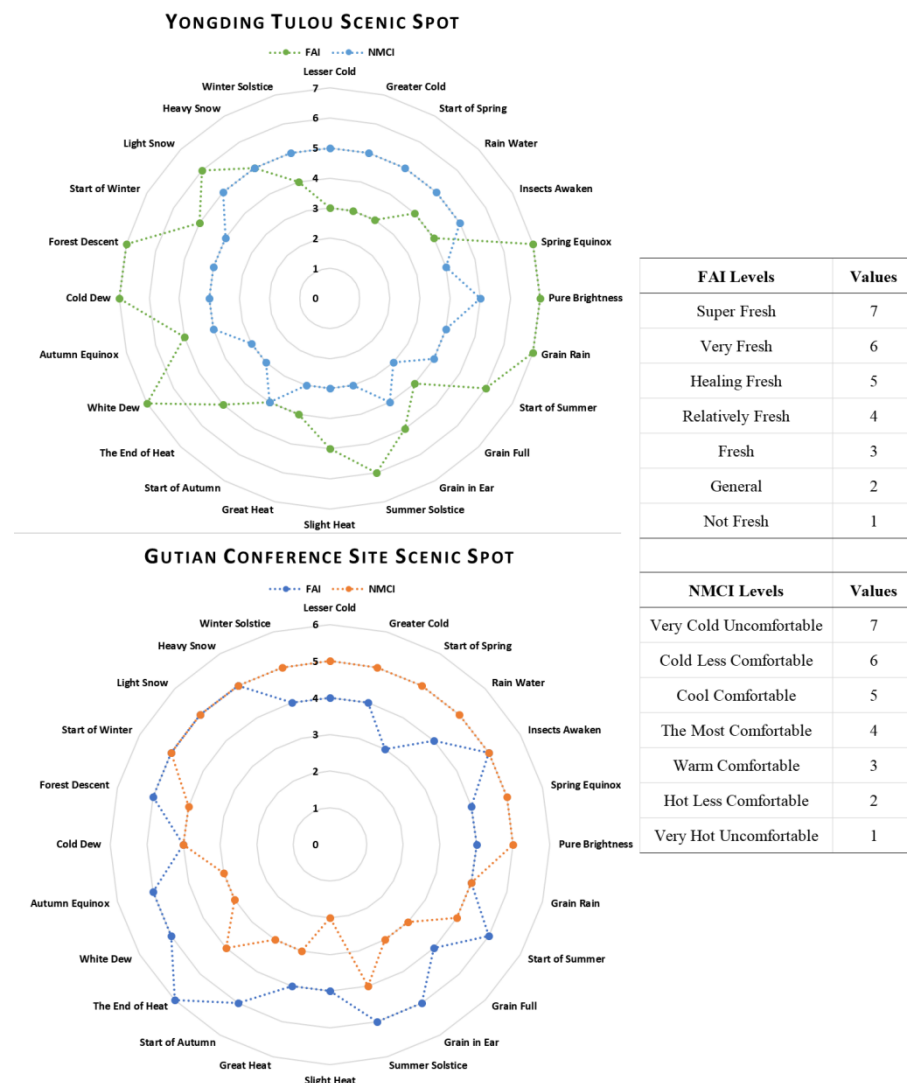 YONGDING TULOU SCENIC SPOT
FAI NMCI
Lesser Cold
Greater Cold
Start of Spring
Rain Water
Insects Awaken
Spring Equinox
Pure Brightness
Grain Rain
Start of Summer
Grain Full
Grain in Ear
Summer Solstice
Slight Heat
Great Heat
Start of Autumn
The End of Heat
White Dew
Autumn Equinox
Cold Dew
Forest Descent
Start of Winter
Light Snow
Heavy Snow
Winter Solstice
7
6
5
4
3
2
1
0
GUTIAN CONFERENCE SITE SCENIC SPOT
FAI NMCI
Lesser Cold
Greater Cold
Start of Spring
Rain Water
Insects Awaken
Spring Equinox
Pure Brightness
Grain Rain
Start of Summer
Grain Full
Grain in Ear
Summer Solstice
Slight Heat
Great Heat
Start of Autumn
The End of Heat
White Dew
Autumn Equinox
Cold Dew
Forest Descent
Start of Winter
Light Snow
Heavy Snow
Winter Solstice
6
5
4
3
2
1
0
FAI Levels Values
Super Fresh 7
Very Fresh 6
Healing Fresh 5
Relatively Fresh 4
Fresh 3
General 2
Not Fresh 1
NMCI Levels Values
Very Cold Uncomfortable 7
Cold Less Comfortable 6
Cool Comfortable 5
The Most Comfortable 4
Warm Comfortable 3
Hot Less Comfortable 2
Very Hot Uncomfortable 1